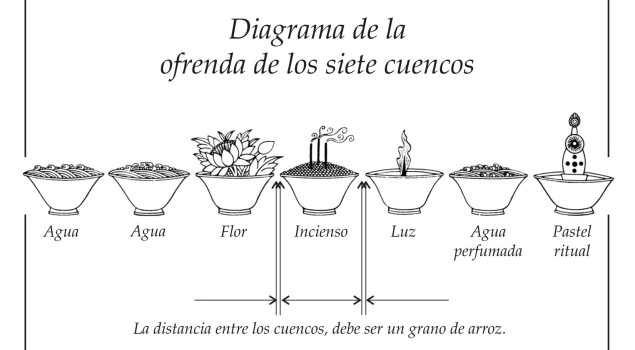 Diagrama de la
ofrenda de los siete cuencos
Agua
Agua
Flor
Incienso
Luz
Agua
perfumada
Pastel
ritual
La distancia entre los cuencos, debe ser un grano de arroz.